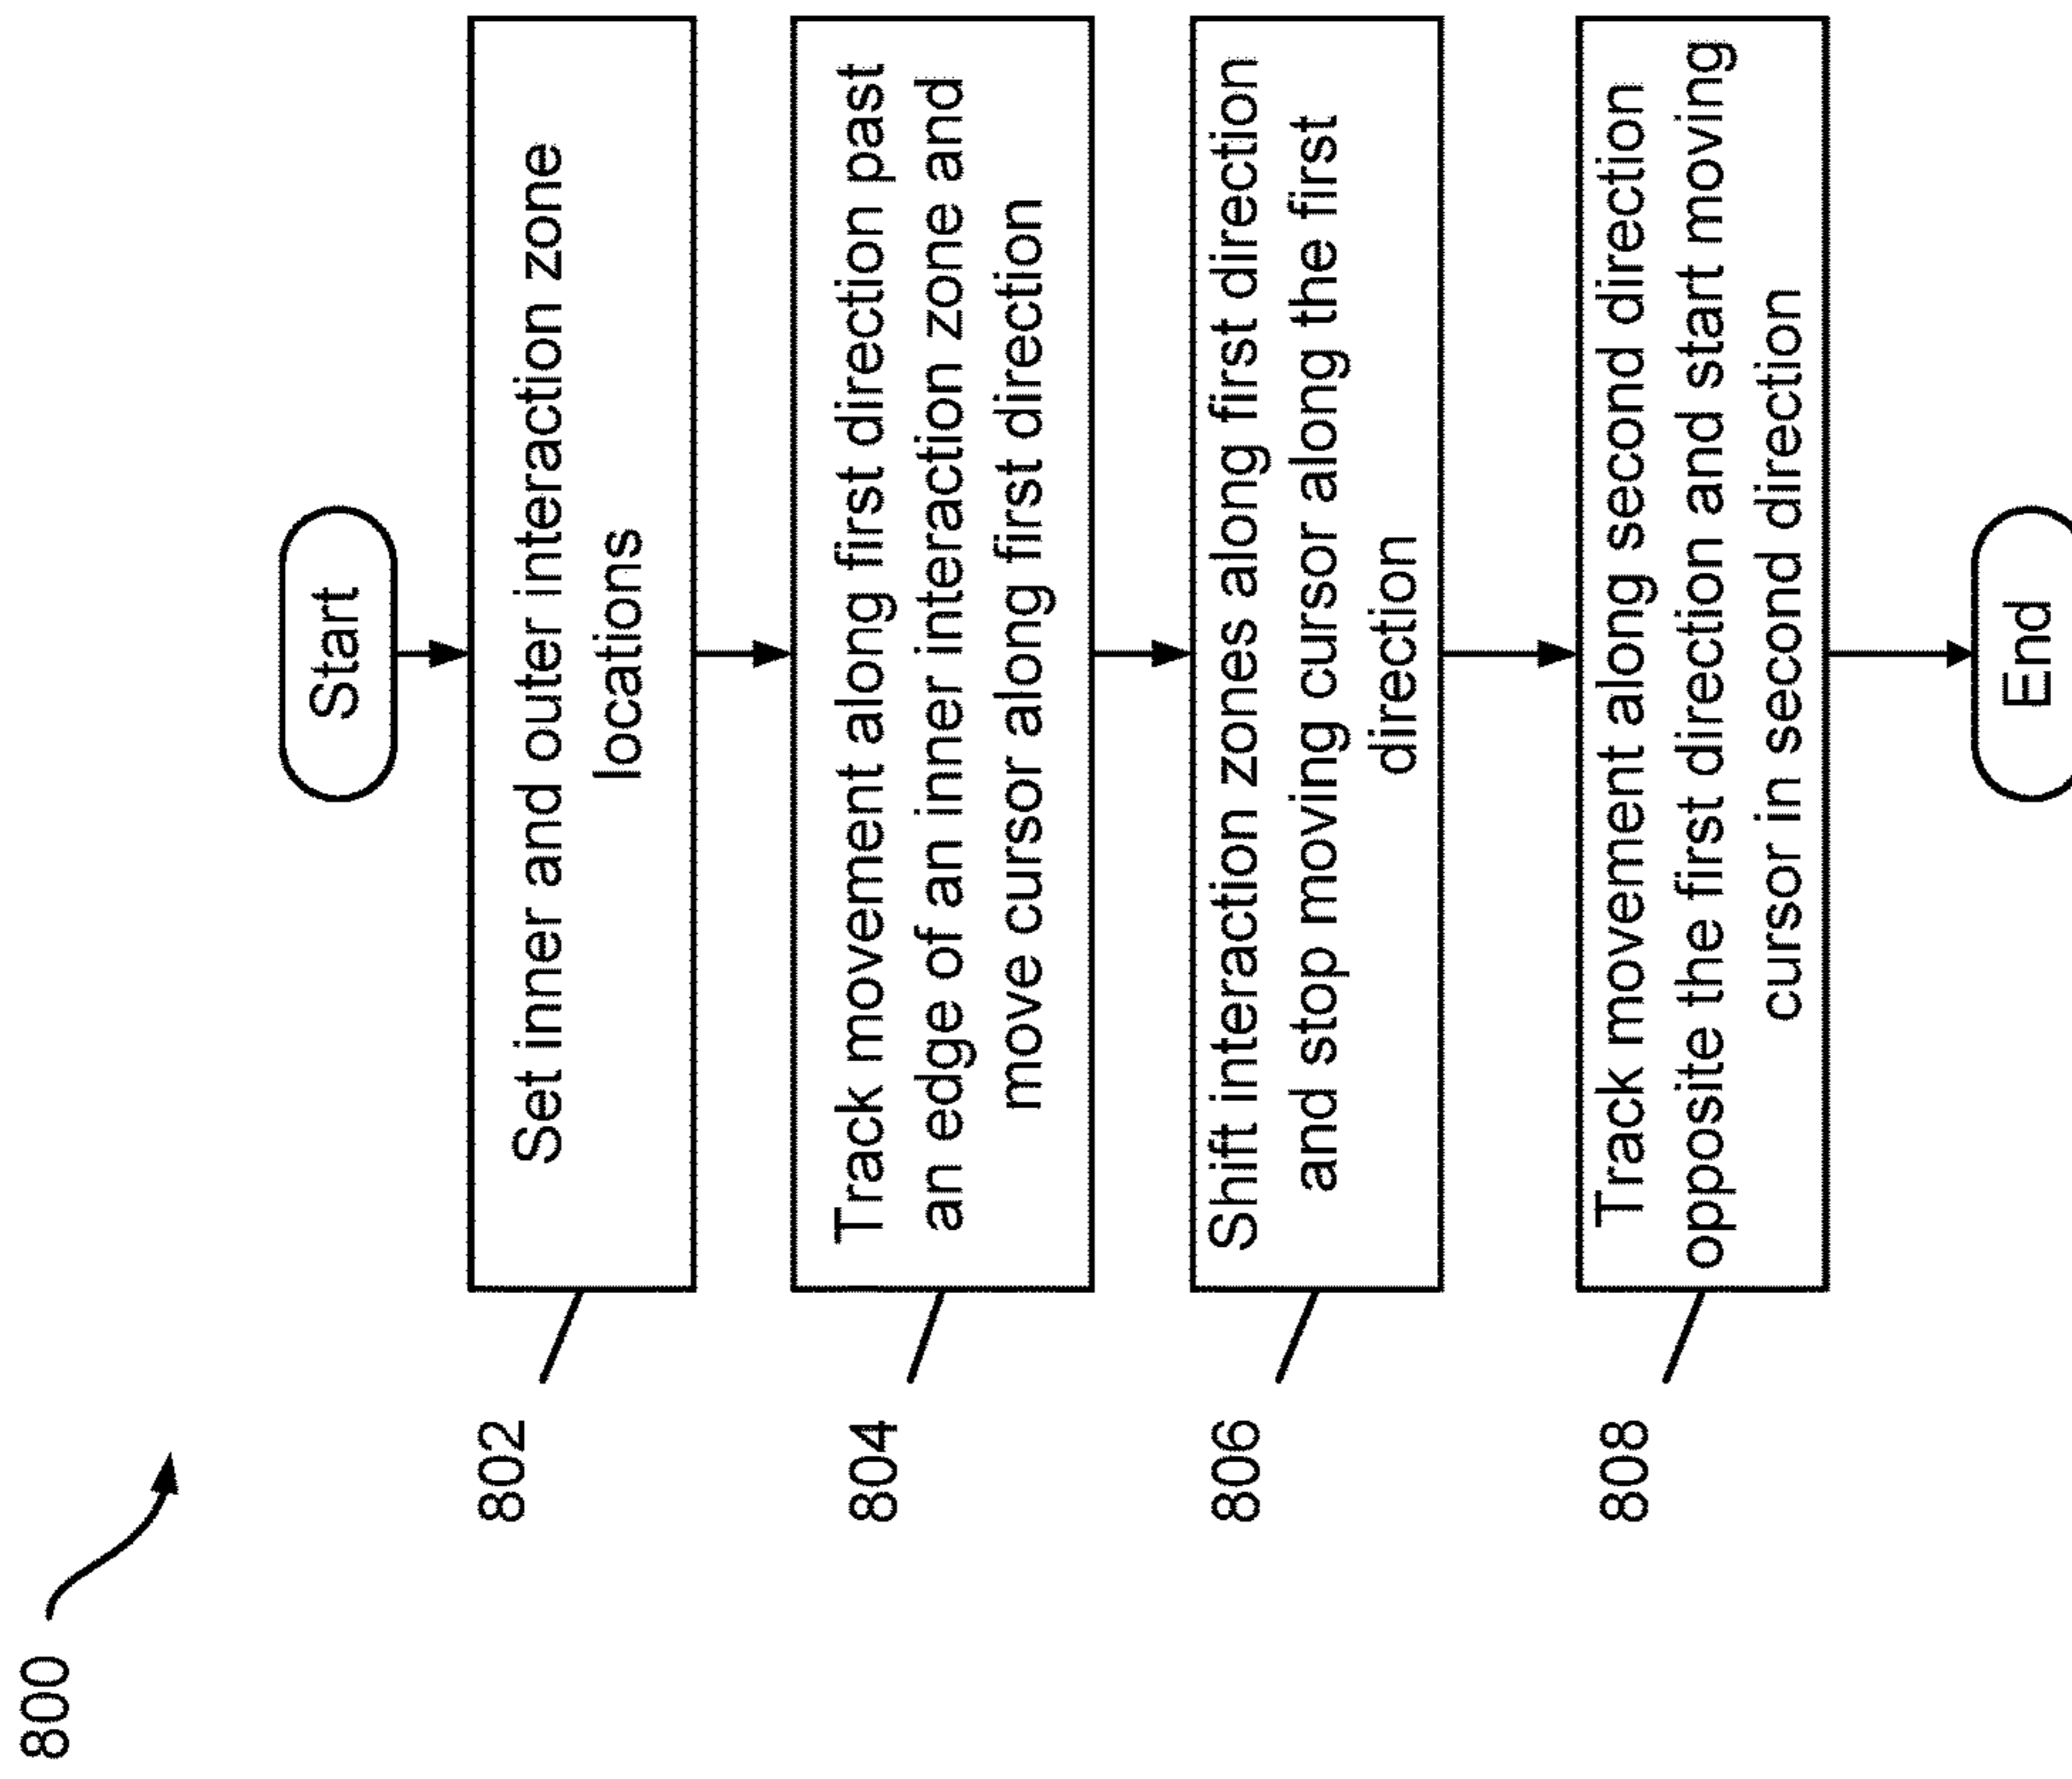 800
Start
802
Set inner and outer interaction zone
locations
804
Track movement along first direction past
an edge of an inner interaction zone and
move cursor along first direction
806
Shift interaction zones along first direction
and stop moving cursor along the first
direction
808
Track movement along second direction
opposite the first direction and start moving
cursor in second direction
End